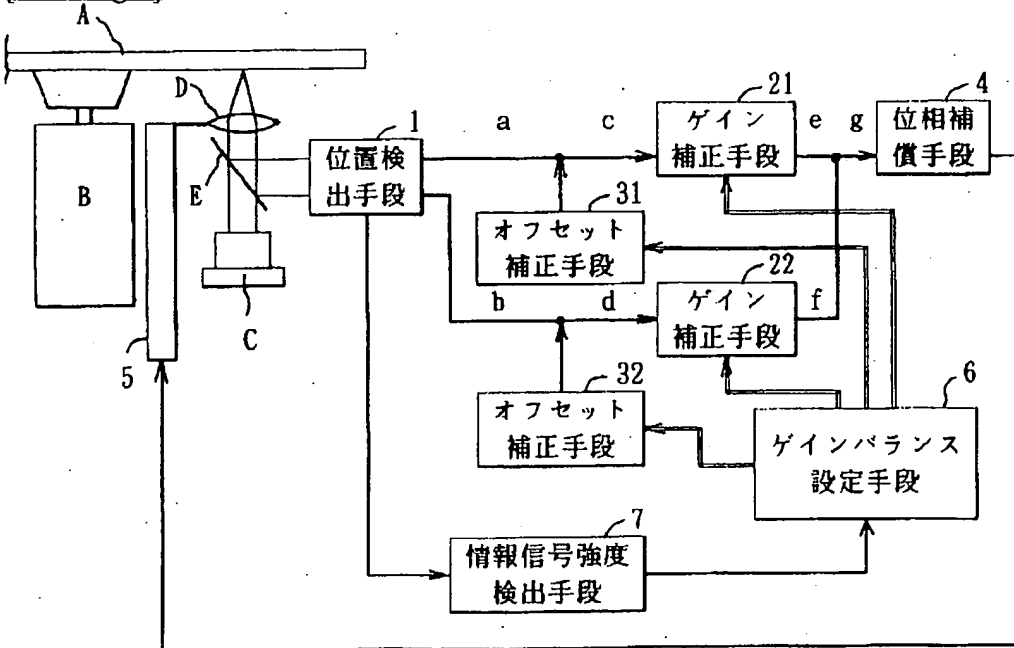 A
D
E
B
C
5
1
位置検
出手段
a
c
21
ゲイン
補正手段
e
g
4
位相補
償手段
31
オフセット
補正手段
b
d
22
ゲイン
補正手段
f
32
オフセット
補正手段
6
ゲインバランス
設定手段
7
情報信号強度
検出手段